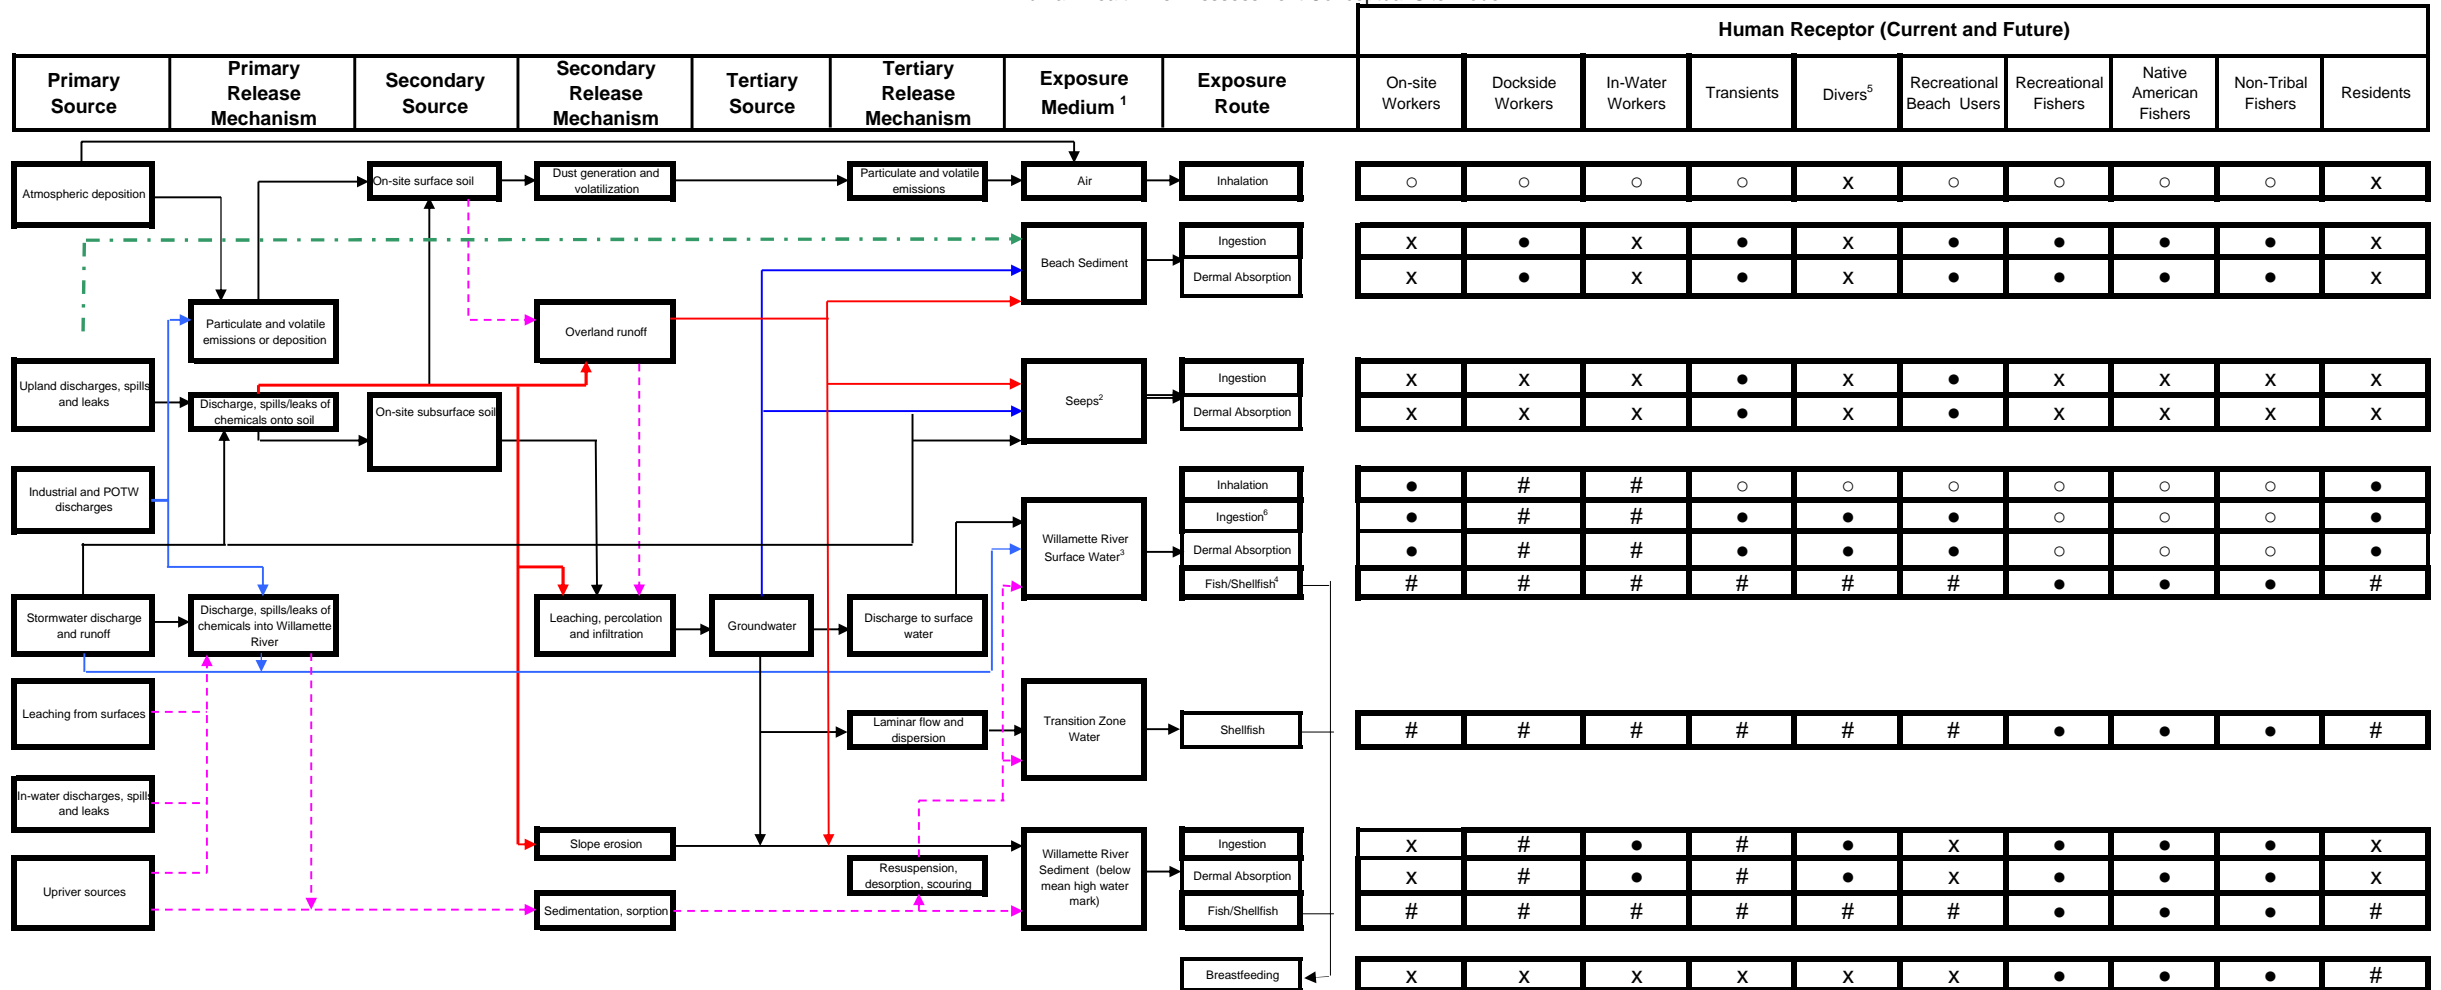 Human Receptor (Current and Future)
Primary
Source
Primary
Release
Mechanism
Secondary
Source
Secondary
Release
Mechanism
Tertiary
Source
Tertiary
Release
Mechanism
Exposure
Medium 1
Exposure
Route
On-site
Workers
Dockside
Workers
In-Water
Workers
Transients
Divers5
Recreational
Beach Users
Recreational
Fishers
Native
American
Fishers
Non-Tribal
Fishers
Residents
Atmospheric deposition
On-site surface soil
Dust generation and
volatilization
Particulate and volatile
emissions
Air
Inhalation
○ ○ ○ ○ x ○ ○ ○ ○ x
Beach Sediment
Ingestion
x ● x ● x ● ● ● ● x
Dermal Absorption
x ● x ● x ● ● ● ● x
Particulate and volatile
emissions or deposition
Overland runoff
Upland discharges, spills
and leaks
Discharge, spills/leaks of
chemicals onto soil
On-site subsurface soil
Seeps2
Ingestion
x x x ● x ● x x x x
Dermal Absorption
x x x ● x ● x x x x
Industrial and POTW
discharges
Willamette River
Surface Water3
Inhalation
● # # ○ ○ ○ ○ ○ ○ ●
Ingestion6
● # # ● ● ● ○ ○ ○ ●
Dermal Absorption
● # # ● ● ● ○ ○ ○ ●
Fish/Shellfish4
# # # # # # ● ● ● #
Stormwater discharge
and runoff
Discharge, spills/leaks of
chemicals into Willamette
River
Leaching, percolation
and infiltration
Groundwater
Discharge to surface
water
Leaching from surfaces
Laminar flow and
dispersion
Transition Zone
Water
Shellfish
# # # # # # ● ● ● #
In-water discharges, spills
and leaks
Upriver sources
Slope erosion
Resuspension,
desorption, scouring
Sedimentation, sorption
Willamette River
Sediment (below
mean high water
mark)
Ingestion
x # ● # ● x ● ● ● x
Dermal Absorption
x # ● # ● x ● ● ● x
Fish/Shellfish
# # # # # # ● ● ● #
Breastfeeding
x x x x x x ● ● ● #